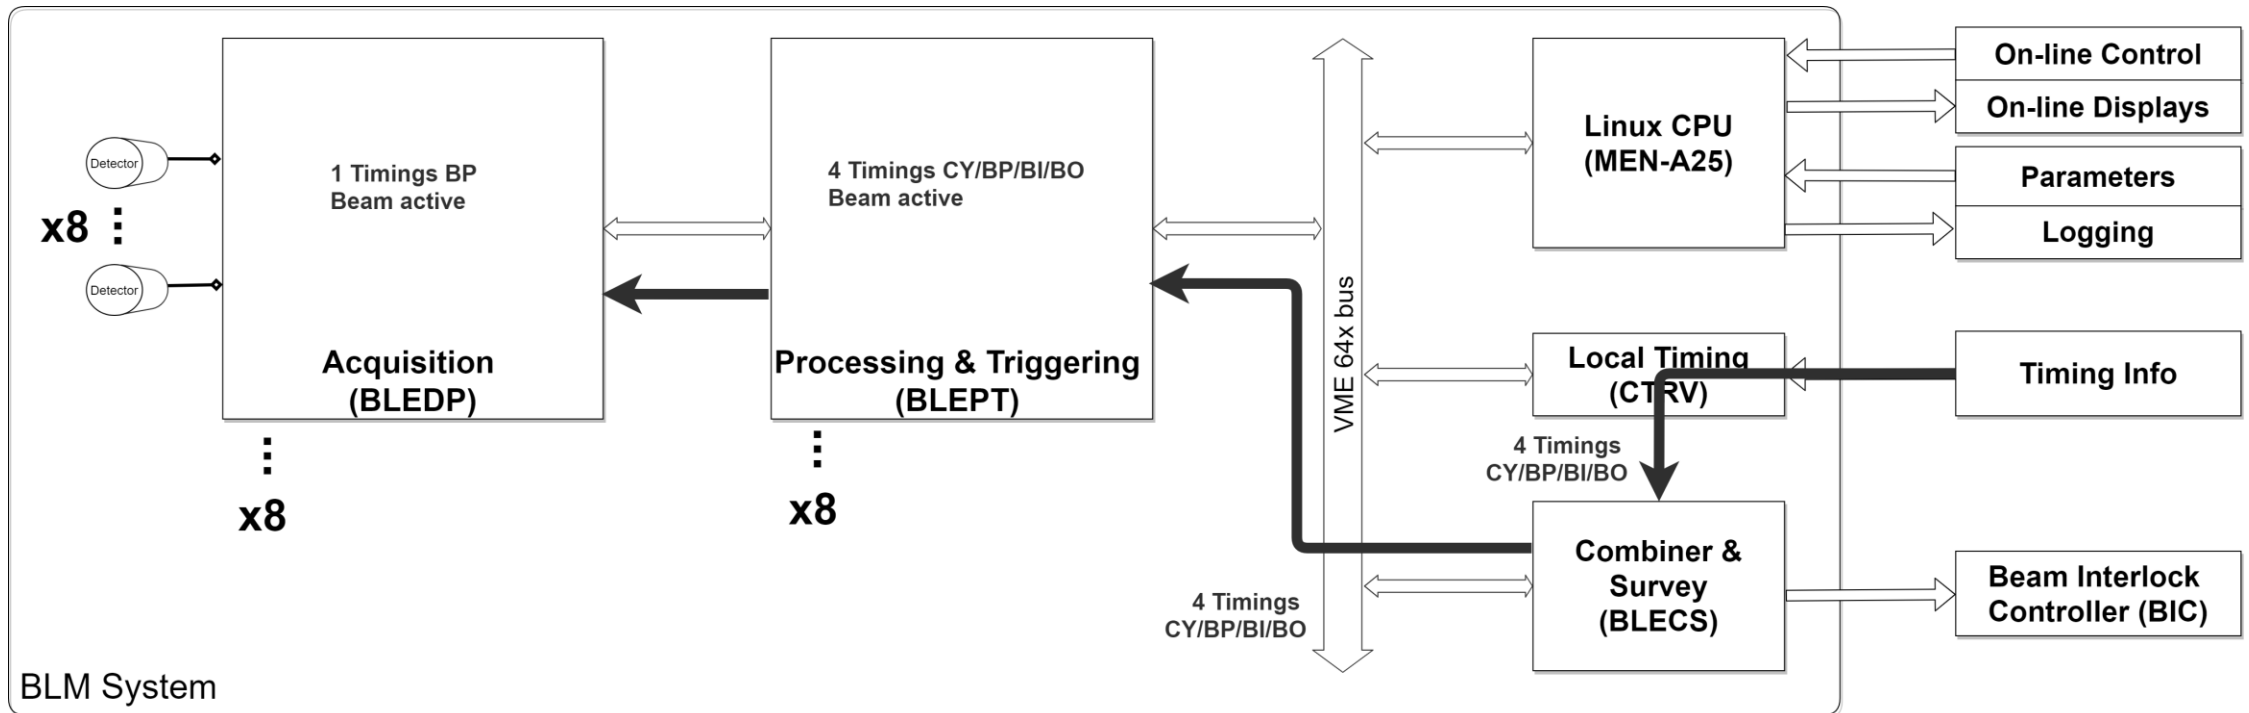 Detector
x8
Detector
1 Timings BP
Beam active
Acquisition
(BLEDP)
x8
4 Timings CY/BP/BI/BO
Beam active
Processing & Triggering
(BLEPT)
x8
VME 64x bus
4 Timings
CY/BP/BI/BO
Linux CPU
(MEN-A25)
Local Timing
(CTRV)
4 Timings
CY/BP/BI/BO
Combiner &
Survey
(BLECS)
On-line Control
On-line Displays
Parameters
Logging
Timing Info
Beam Interlock
Controller (BIC)
BLM System